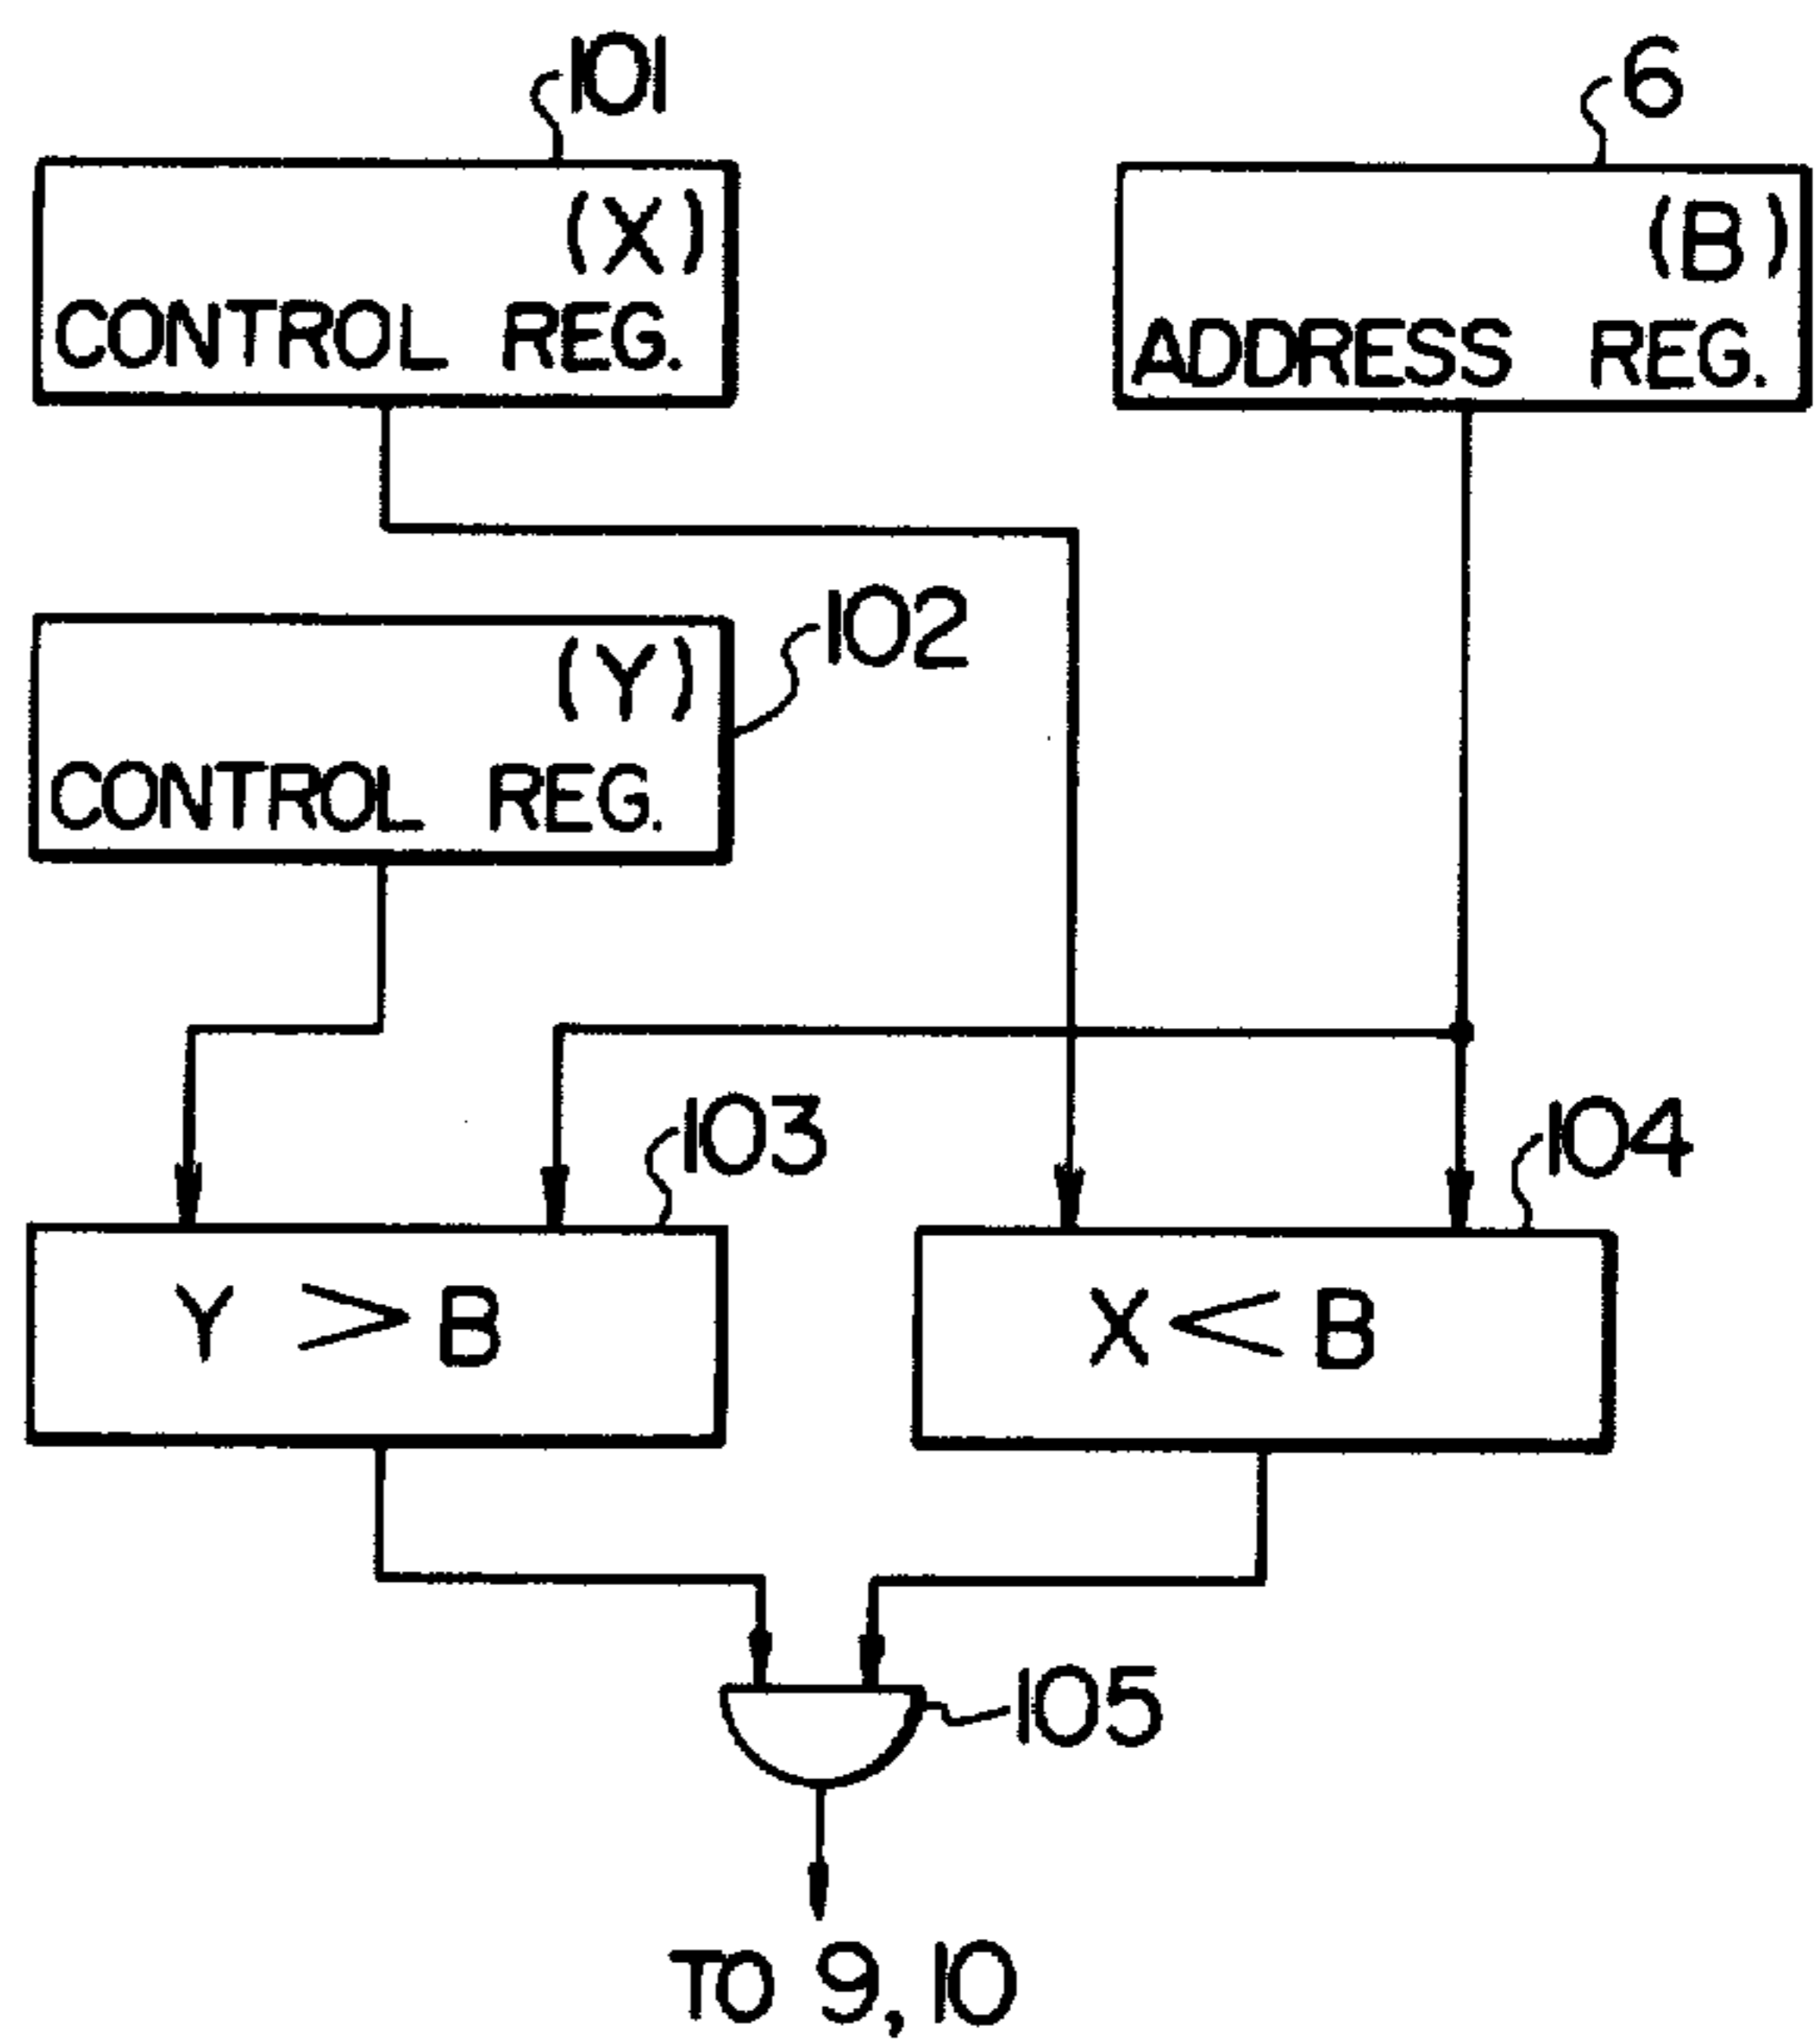 101
6
(X)
CONTROL REG.
(B)
ADDRESS REG.
102
(Y)
CONTROL REG.
103
104
Y > B
X < B
105
TO 9, 10